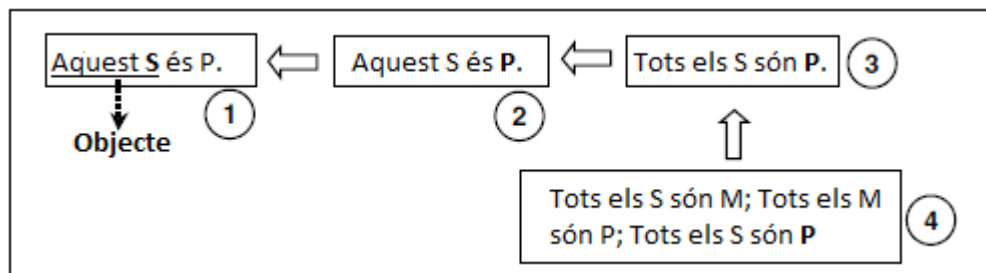 Aquest S és P.
1
Objecte
Aquest S és P.
2
Tots els S són P.
3
Tots els S són M; Tots els M
són P; Tots els S són P
4